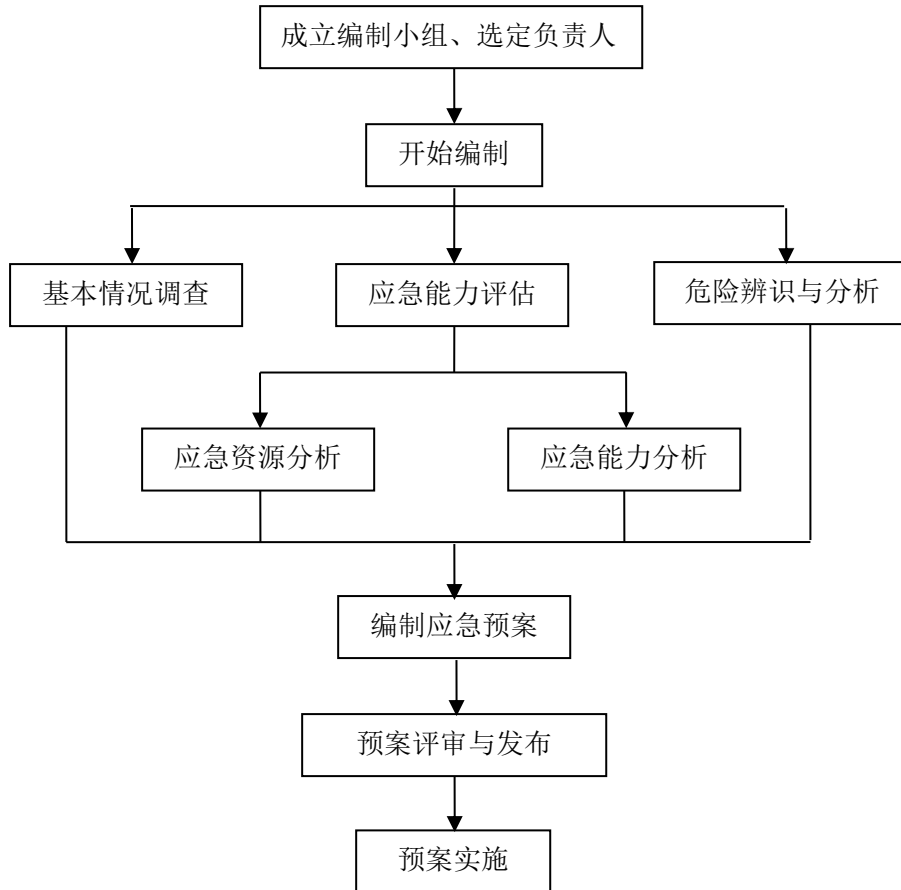 成立编制小组、选定负责人
开始编制
基本情况调查
应急能力评估
危险辨识与分析
应急资源分析
应急能力分析
编制应急预案
预案评审与发布
预案实施